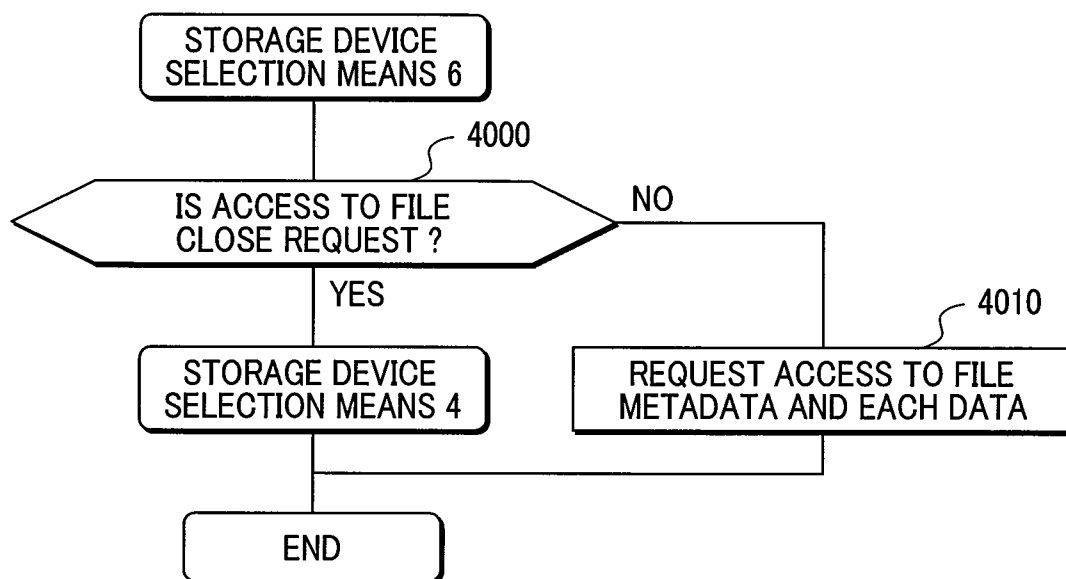 STORAGE DEVICE
SELECTION MEANS 6
4000
IS ACCESS TO FILE
CLOSE REQUEST ?
NO
YES
4010
STORAGE DEVICE
SELECTION MEANS 4
REQUEST ACCESS TO FILE
METADATA AND EACH DATA
END